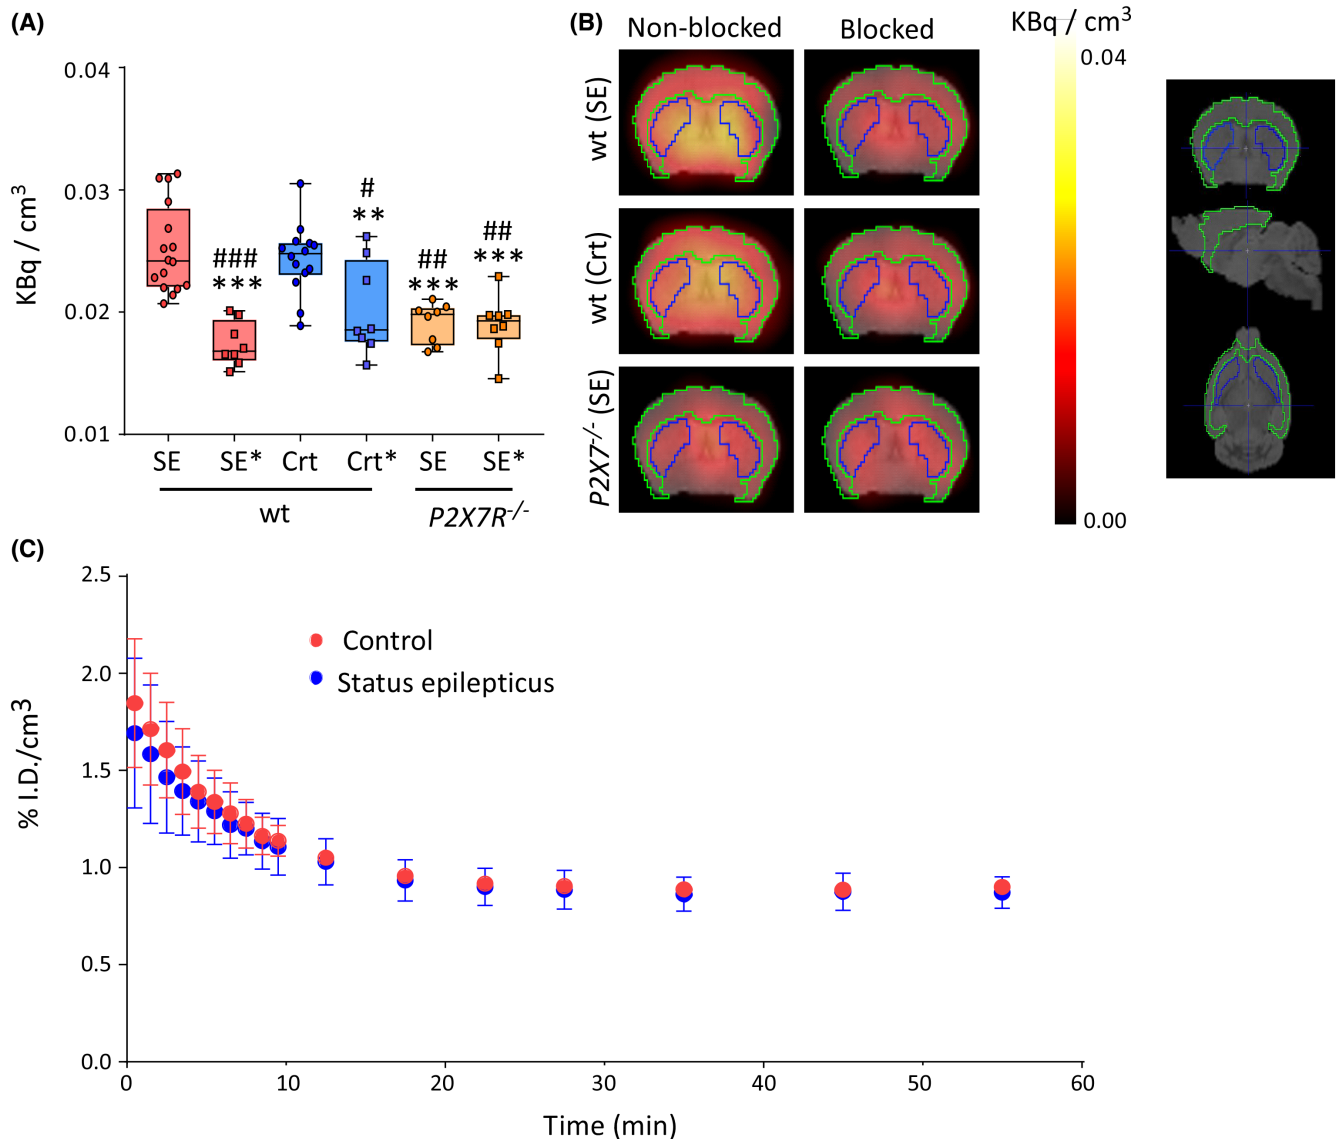 (A)
KBq / cm3
0.04
0.03
0.02
0.01
###
***
#
**
##
***
##
***
SE SE* Crt Crt* SE SE*
wt P2X7R-/-
(B)
Non-blocked Blocked
wt (SE)
wt (Crt)
P2X7-/- (SE)
KBq / cm3
0.04
0.00
(C)
% I.D./cm3
2.5
2.0
1.5
1.0
0.5
0.0
Control
Status epilepticus
0 10 20 30 40 50 60
Time (min)